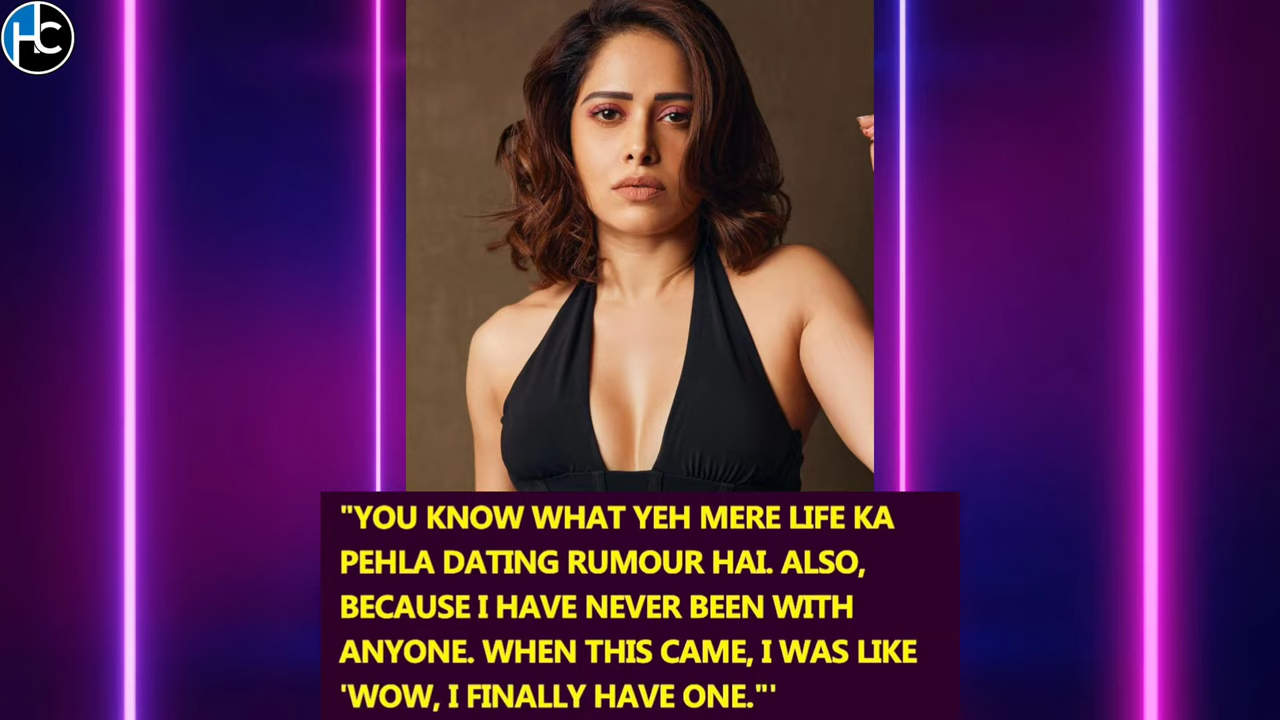 HC
"YOU KNOW WHAT YEH MERE LIFE KA
PEHLA DATING RUMOUR HAI. ALSO,
BECAUSE I HAVE NEVER BEEN WITH
ANYONE. WHEN THIS CAME, I WAS LIKE
'WOW, I FINALLY HAVE ONE."'